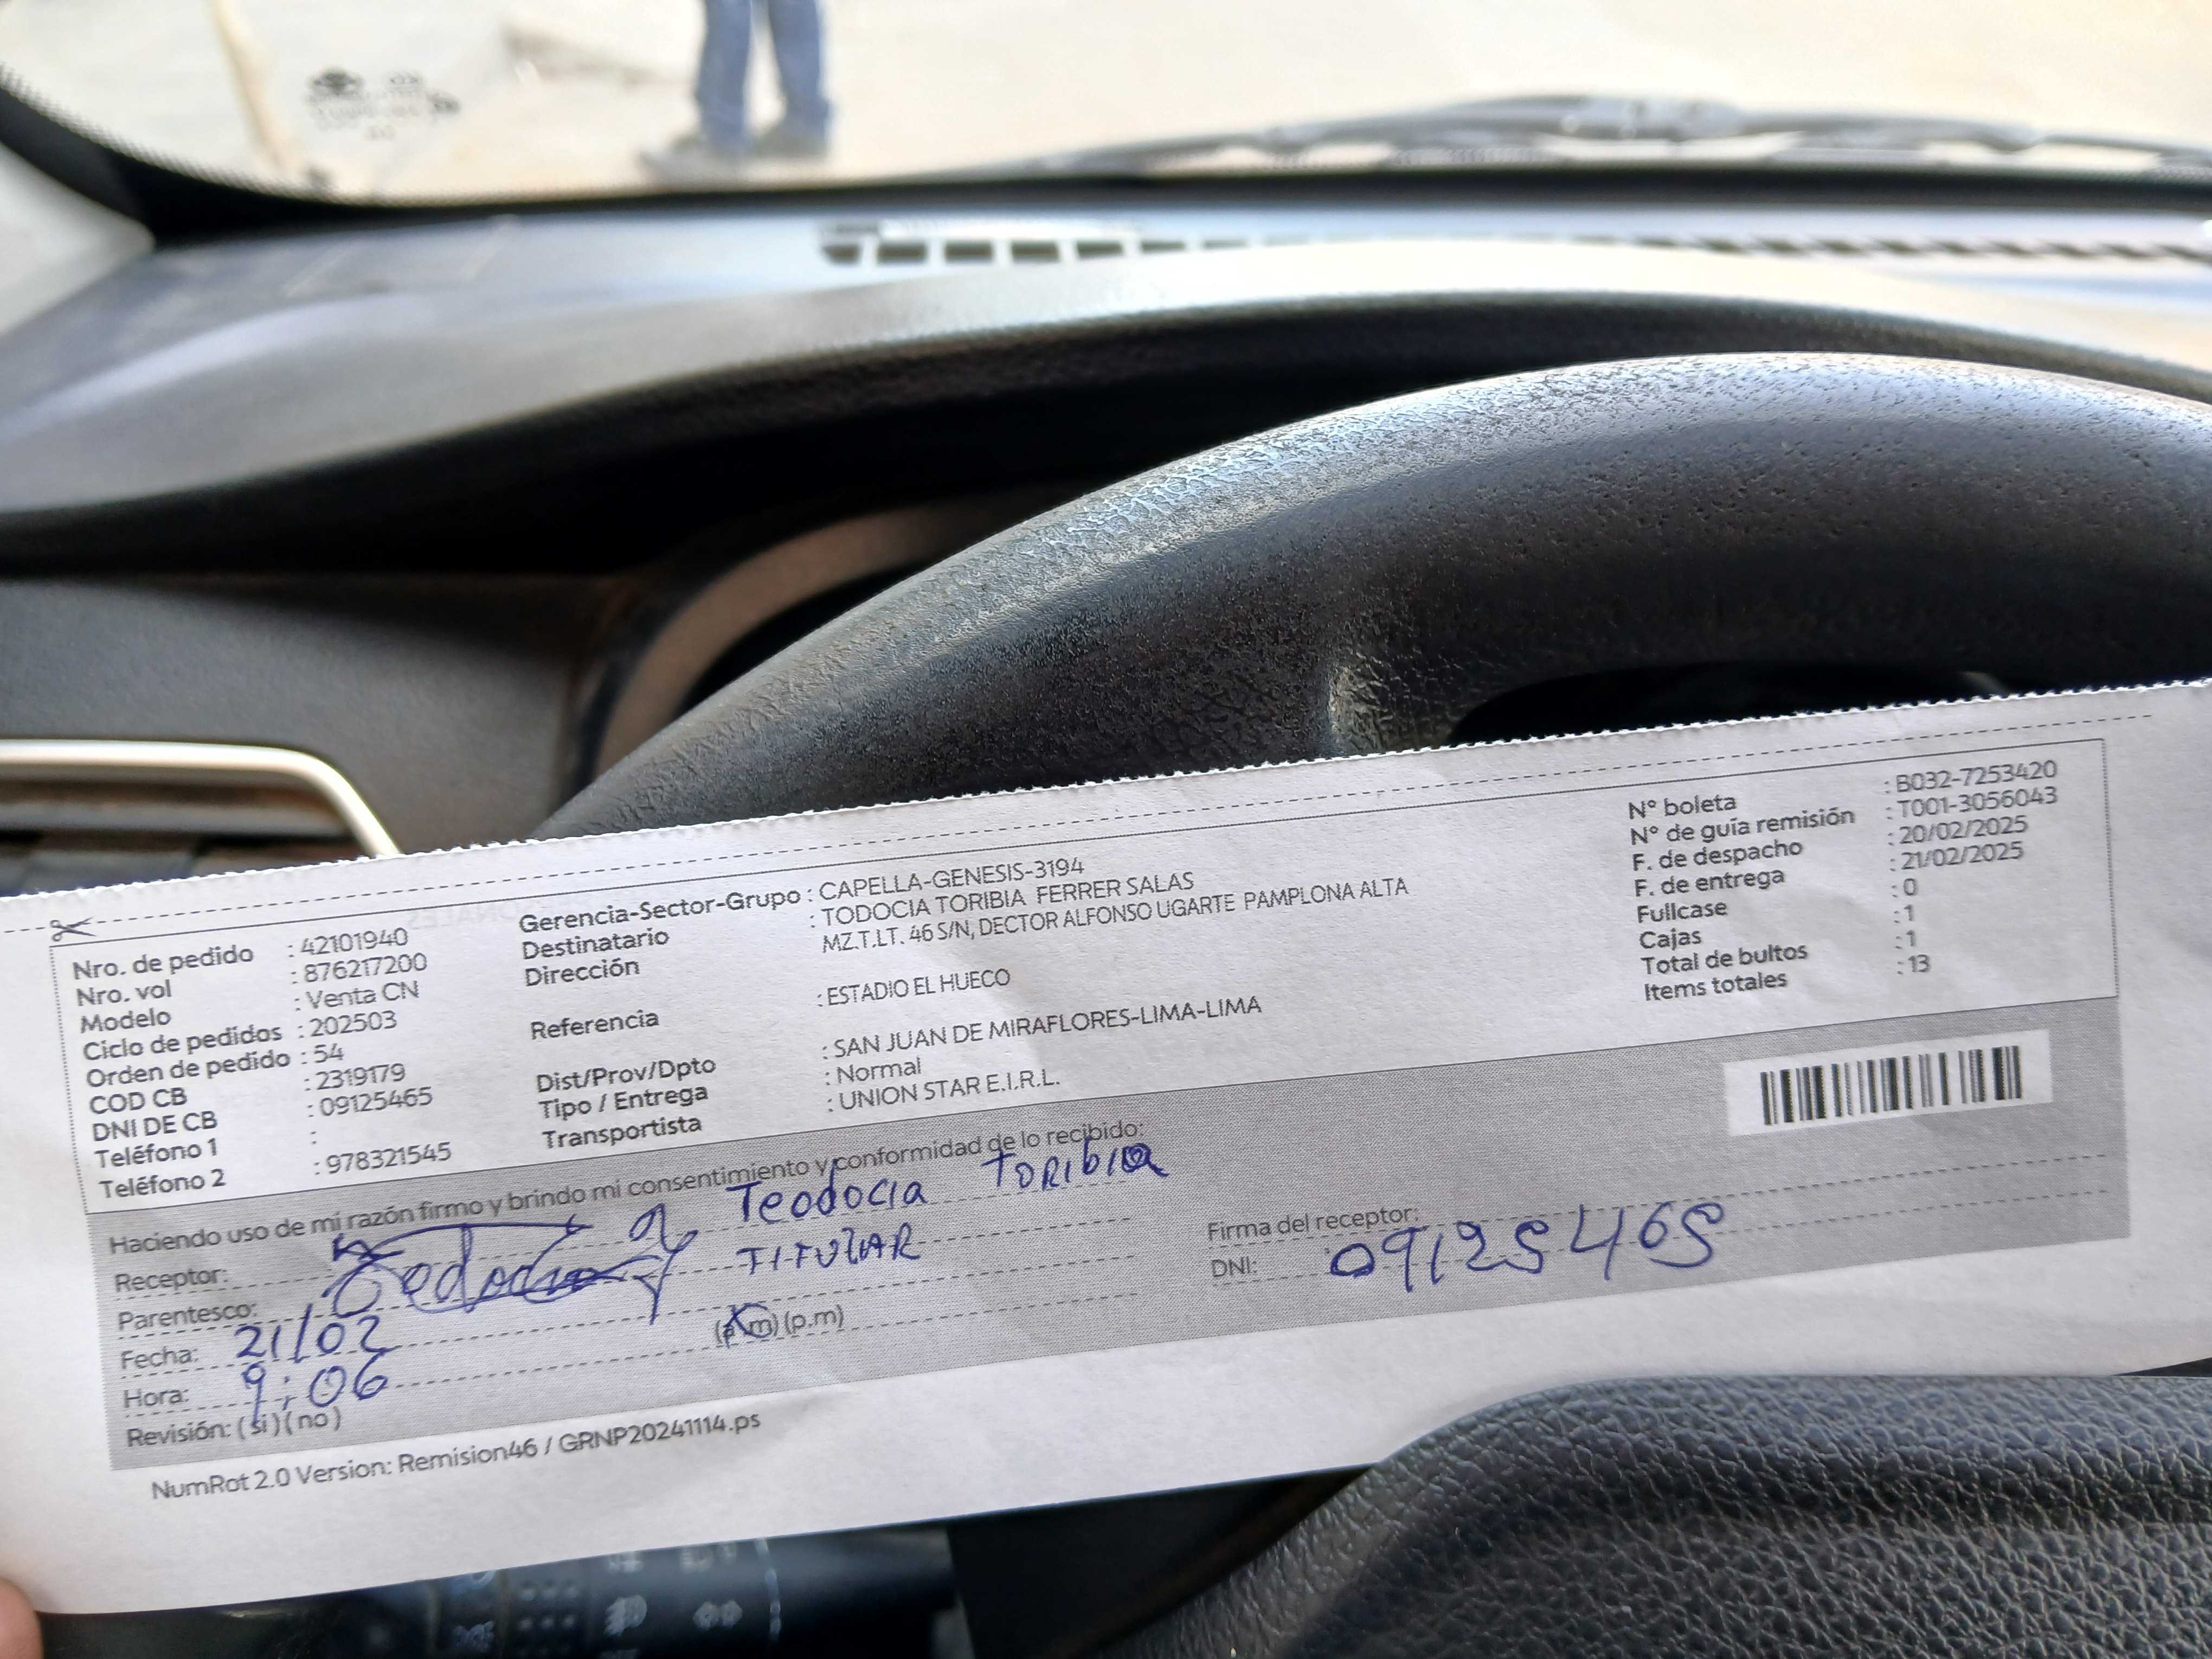 Nro. de pedido : 42101940
Nro. vol : 876217200
Modelo : Venta CN
Ciclo de pedidos : 202503
Orden de pedido : 54
COD CB : 2319179
DNI DE CB : 09125465
Teléfono 1 :
Teléfono 2 : 978321545
Gerencia-Sector-Grupo : CAPELLA-GENESIS-3194
Destinatario : TODOCIA TORIBIA FERRER SALAS
Dirección MZ.T.LT. 46 S/N, DECTOR ALFONSO UGARTE PAMPLONA ALTA
Referencia : ESTADIO EL HUECO
Dist/Prov/Dpto : SAN JUAN DE MIRAFLORES-LIMA-LIMA
Tipo / Entrega : Normal
Transportista : UNION STAR E.I.R.L.
N° boleta : B032-7253420
N° de guía remisión : T001-3056043
F. de despacho : 20/02/2025
F. de entrega : 21/02/2025
Fullcase : 0
Cajas : 1
Total de bultos : 1
Items totales : 13
Haciendo uso de mi razón firmo y brindo mi consentimiento y conformidad de lo recibido:
Receptor: Teodocia TORIBIA
Parentesco: TITULAR
Fecha: 21/02
Hora: 9:06 (a.m) (p.m)
Revisión: ( si ) ( no )
Firma del receptor:
DNI: 09125465
NumRot 2.0 Version: Remision46 / GRNP20241114.ps